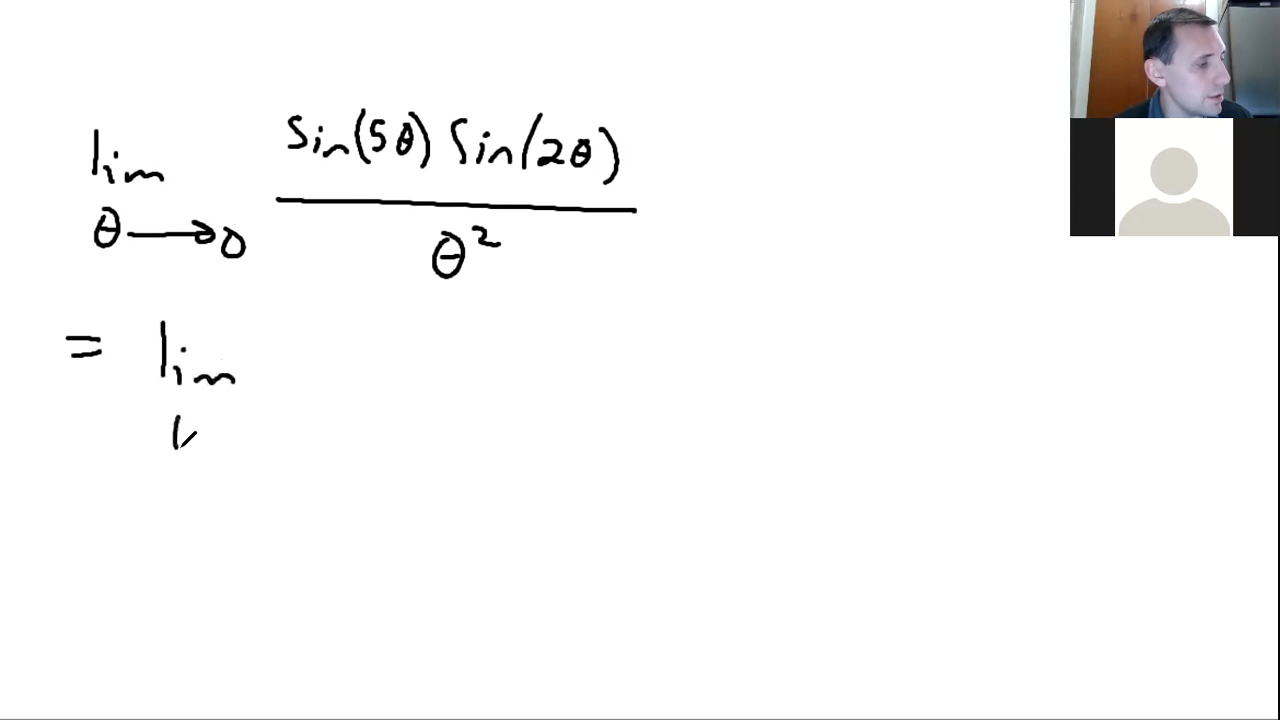 lim sin(5θ) sin(2θ)
θ→0 θ²
= lim